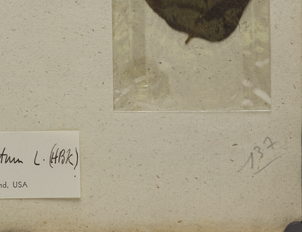 tum L. (HBK)
nd, USA
137